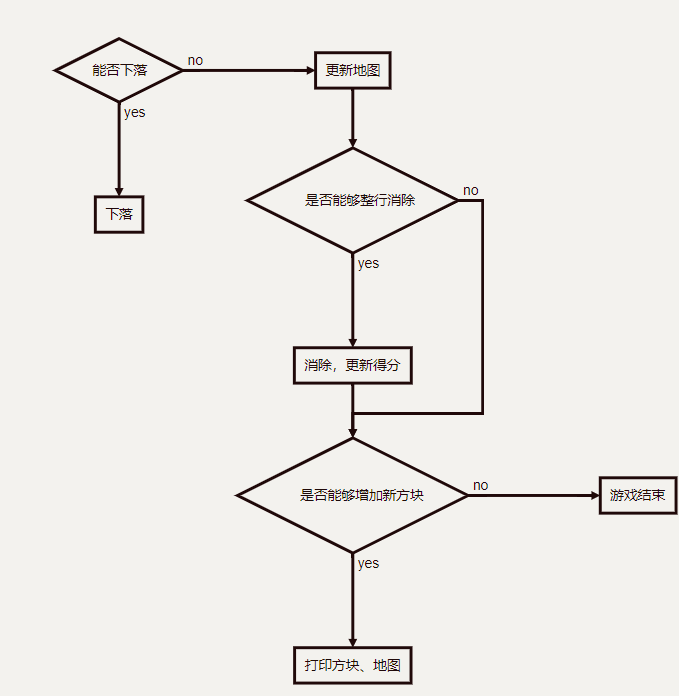 能否下落
no
更新地图
yes
下落
是否能够整行消除
no
yes
消除，更新得分
是否能够增加新方块
no
游戏结束
yes
打印方块、地图